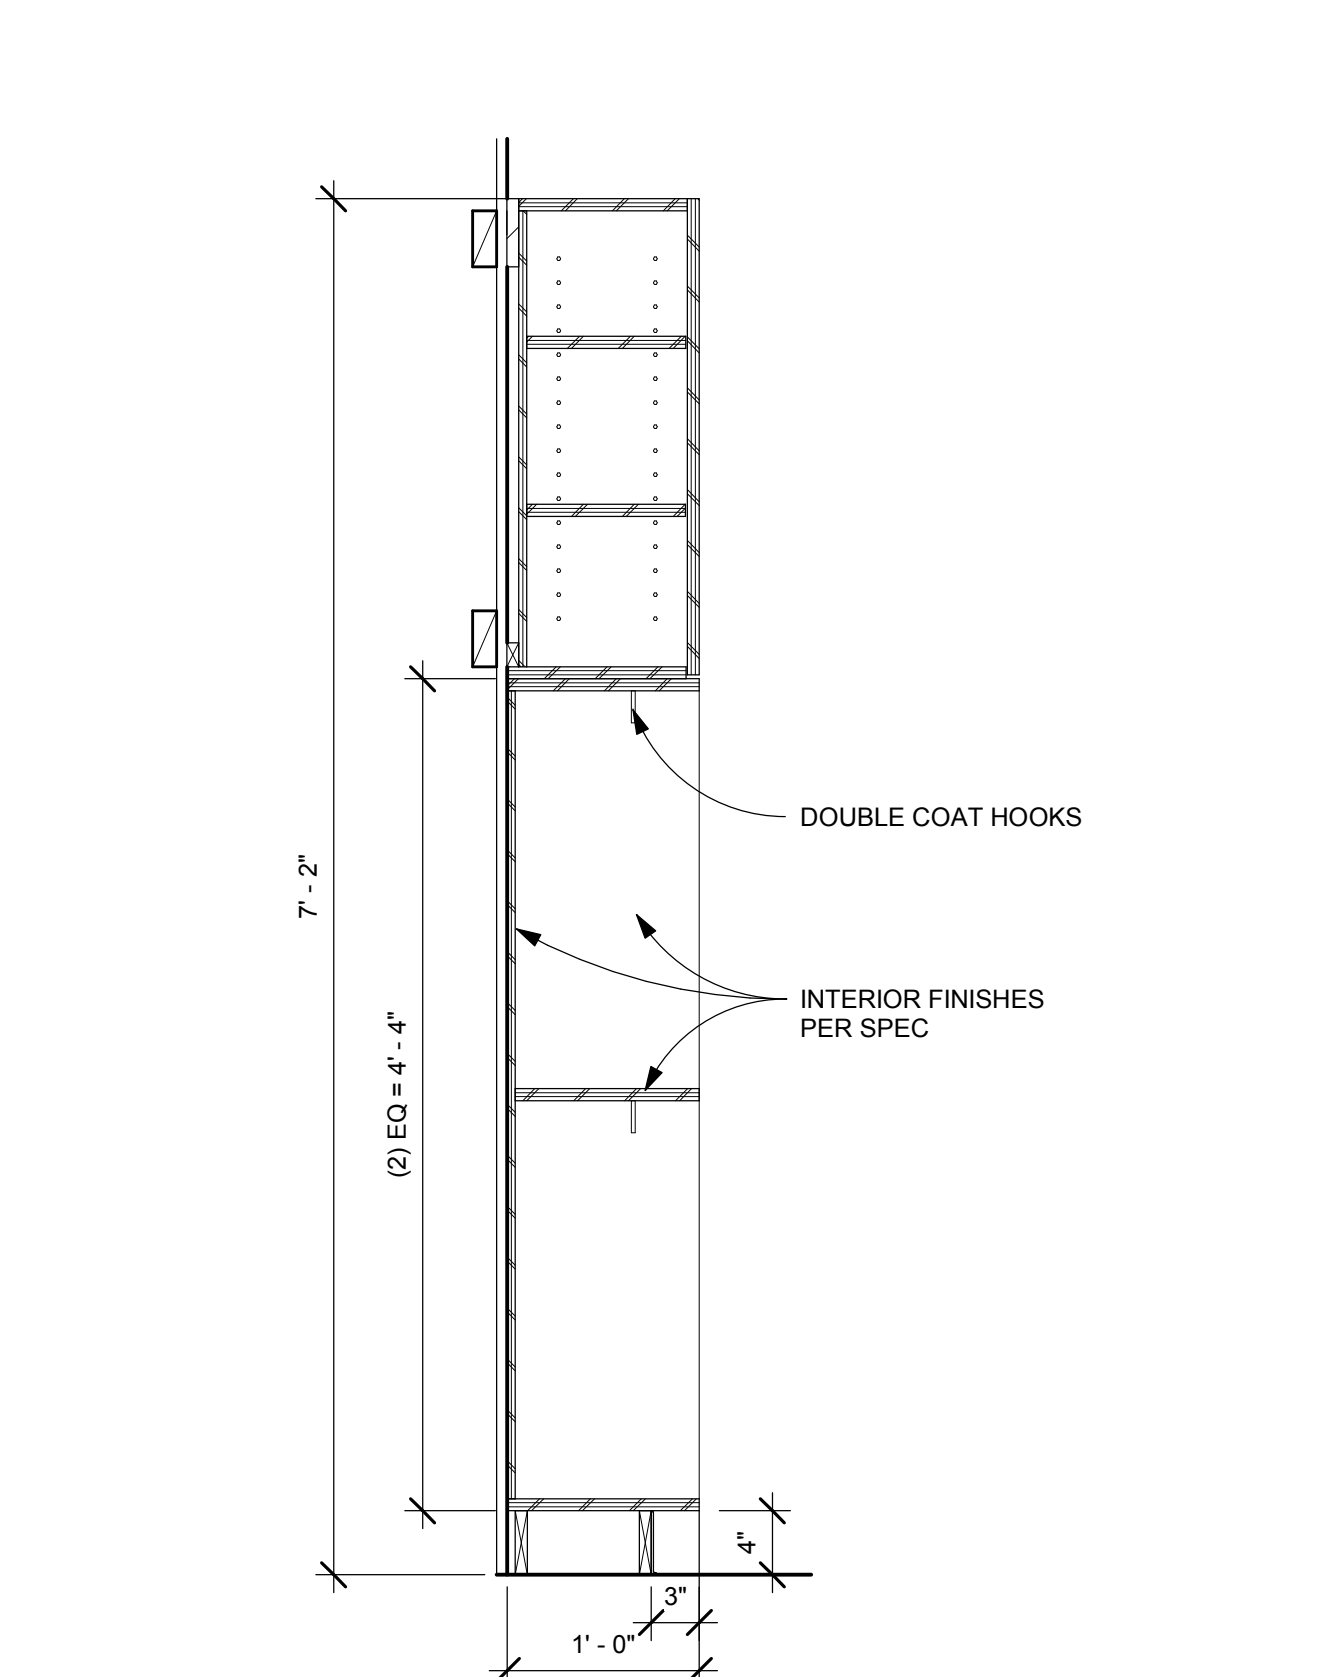 DOUBLE COAT HOOKS
7' - 2"
INTERIOR FINISHES
PER SPEC
(2) EQ = 4' - 4"
4"
3"
1' - 0"